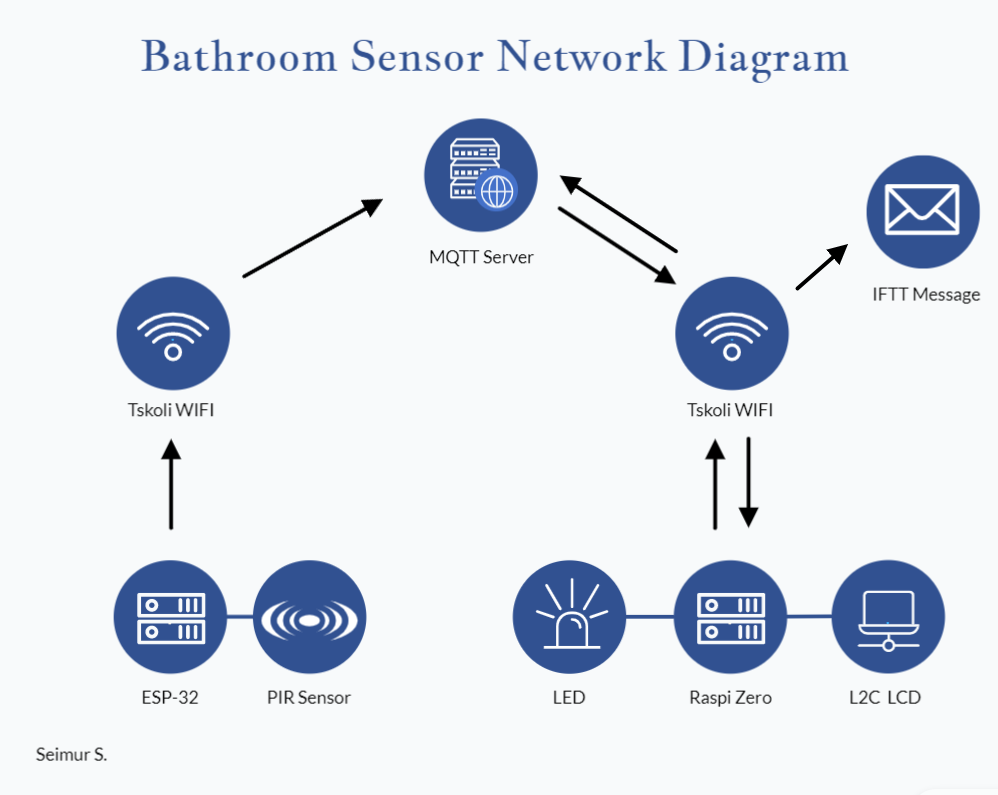 Bathroom Sensor Network Diagram
MQTT Server
IFTT Message
Tskoli WIFI
Tskoli WIFI
ESP-32
PIR Sensor
LED
Raspi Zero
L2C LCD
Seimur S.